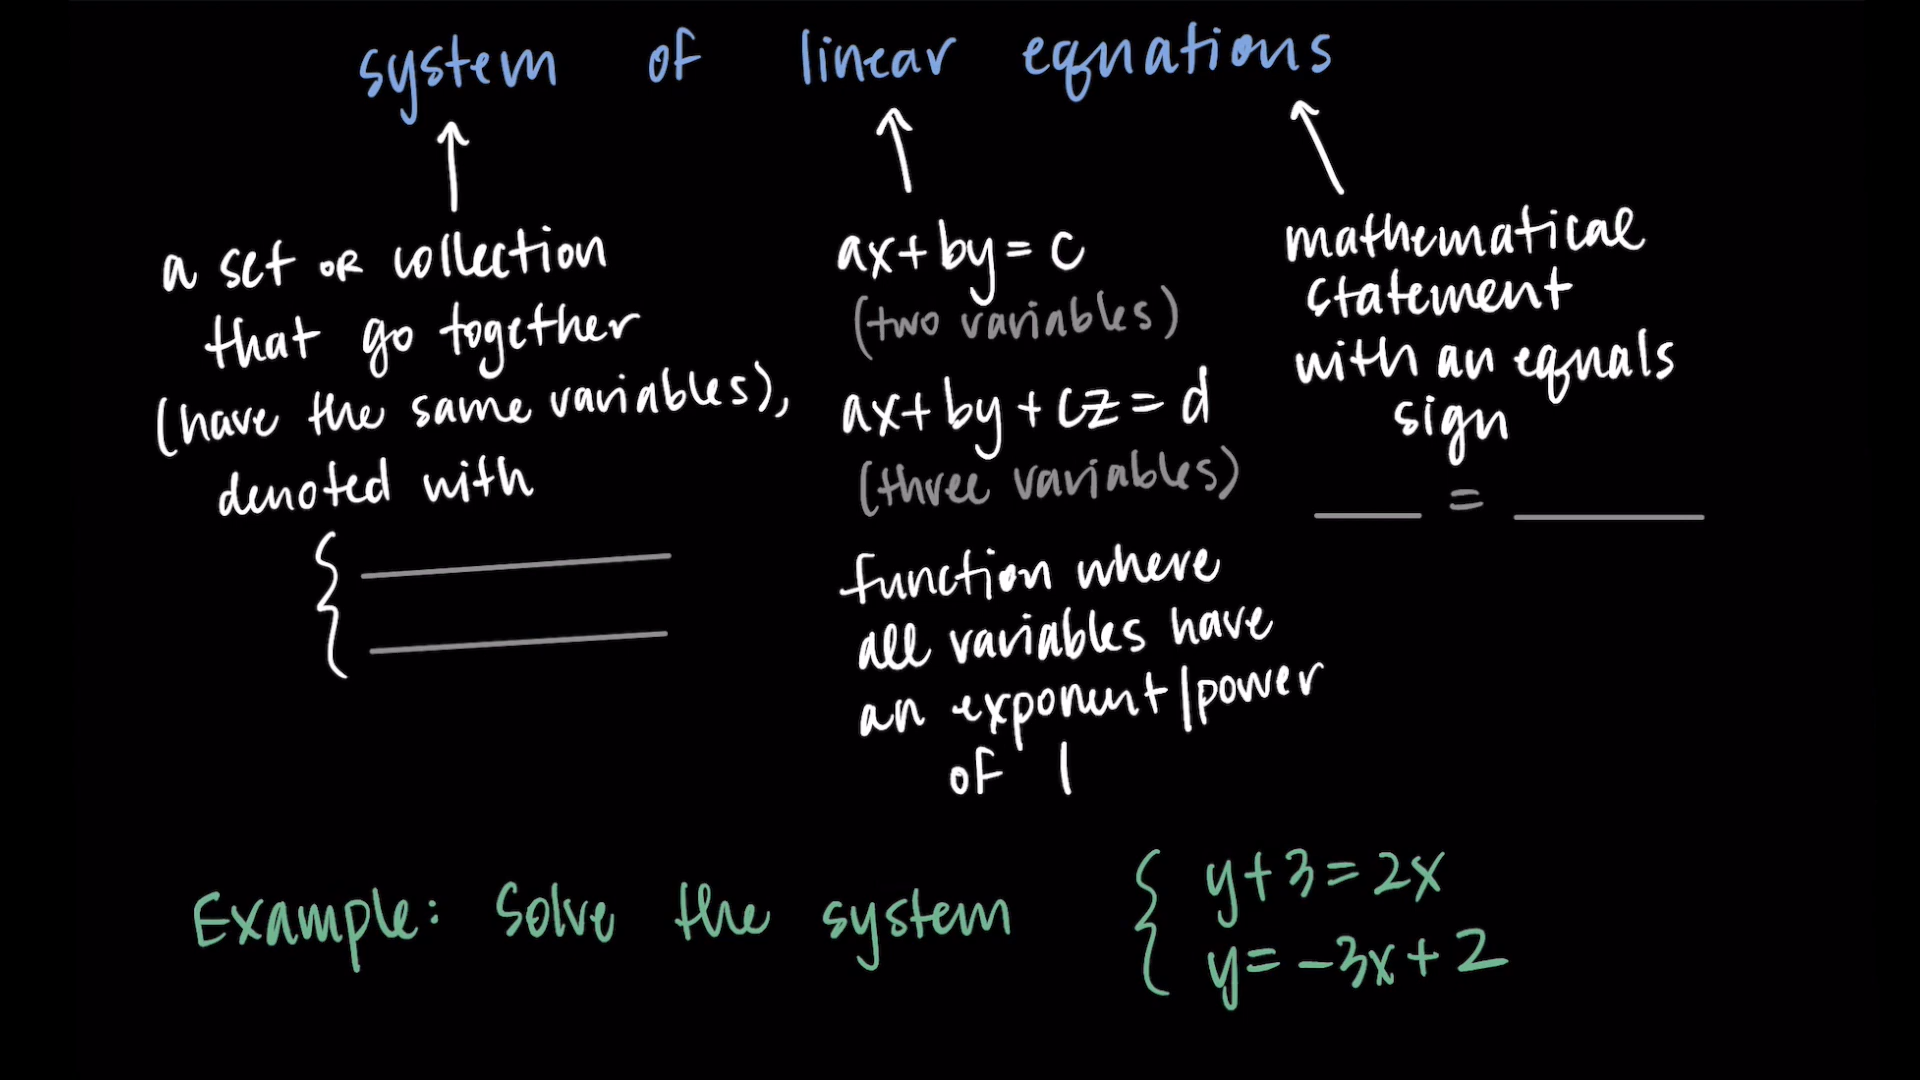 system of linear equations
a set OR collection
that go together
(have the same variables),
denoted with
{
ax+by=c
(two variables)
ax+by+cz=d
(three variables)
function where
all variables have
an exponent/power
of 1
mathematical
statement
with an equals
sign
___ = ___
Example: Solve the system
{ y+3=2x
y=-3x+2